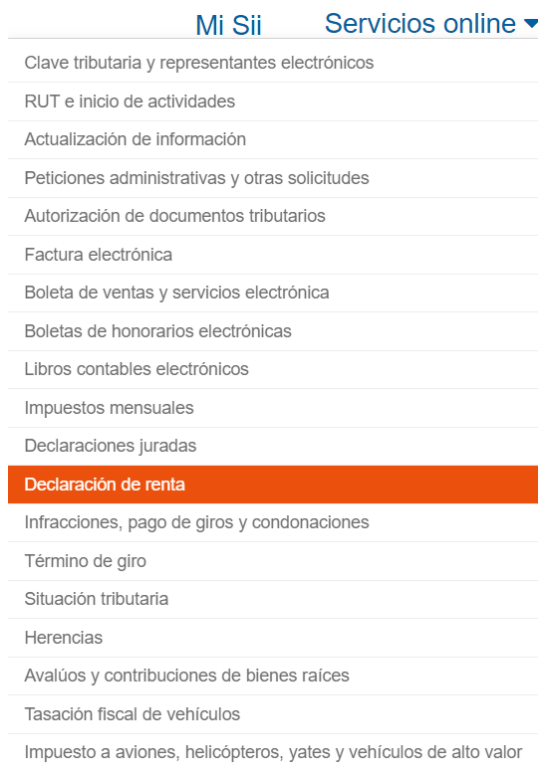 Mi Sii Servicios online
Clave tributaria y representantes electrónicos
RUT e inicio de actividades
Actualización de información
Peticiones administrativas y otras solicitudes
Autorización de documentos tributarios
Factura electrónica
Boleta de ventas y servicios electrónica
Boletas de honorarios electrónicas
Libros contables electrónicos
Impuestos mensuales
Declaraciones juradas
Declaración de renta
Infracciones, pago de giros y condonaciones
Término de giro
Situación tributaria
Herencias
Avalúos y contribuciones de bienes raíces
Tasación fiscal de vehículos
Impuesto a aviones, helicópteros, yates y vehículos de alto valor